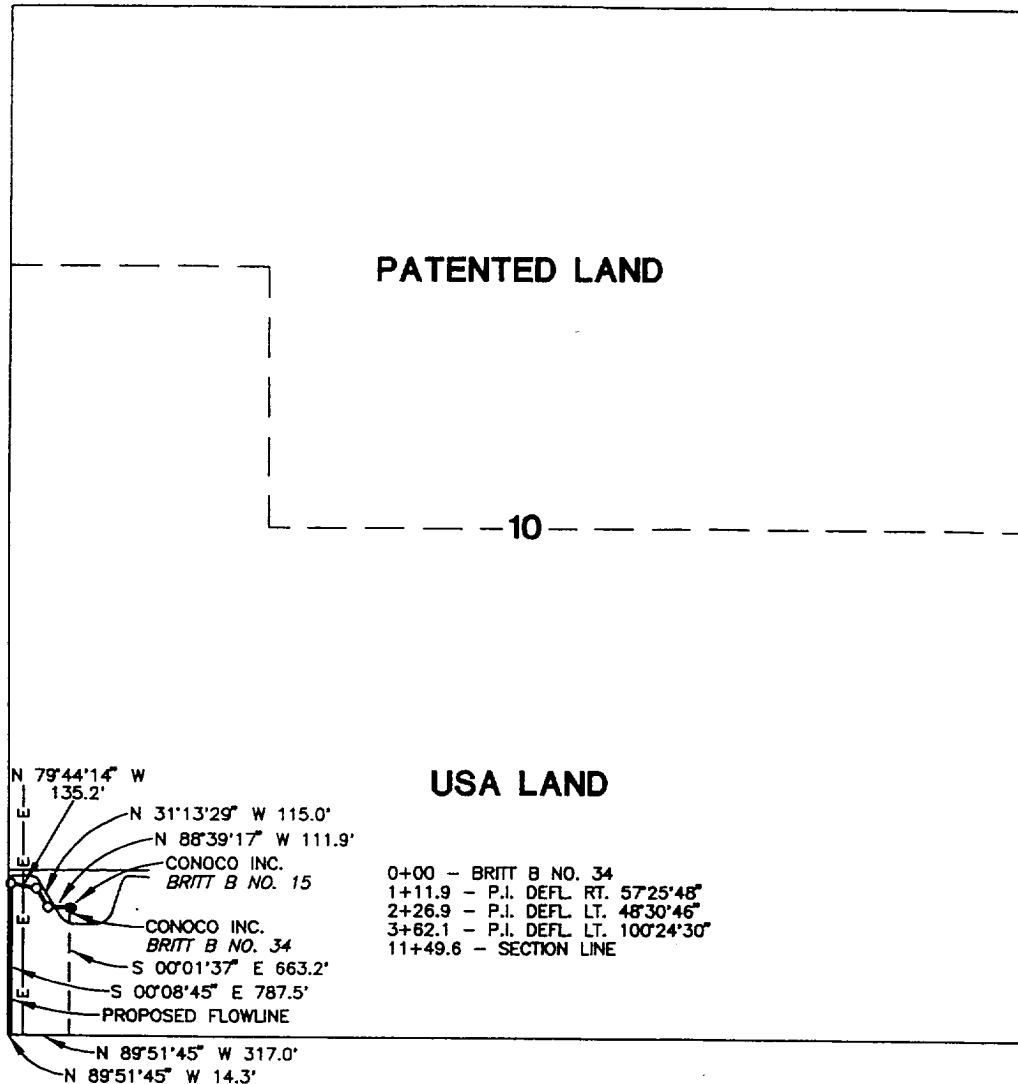 PATENTED LAND
10
USA LAND
N 79°44'14" W
135.2'
N 31°13'29" W 115.0'
N 88°39'17" W 111.9'
CONOCO INC.
BRITT B NO. 15
CONOCO INC.
BRITT B NO. 34
S 00°01'37" E 663.2'
S 00°08'45" E 787.5'
PROPOSED FLOWLINE
N 89°51'45" W 317.0'
N 89°51'45" W 14.3'
E
E
E
E
0+00 – BRITT B NO. 34
1+11.9 – P.I. DEFL. RT. 57°25'48"
2+26.9 – P.I. DEFL. LT. 48°30'46"
3+62.1 – P.I. DEFL. LT. 100°24'30"
11+49.6 – SECTION LINE